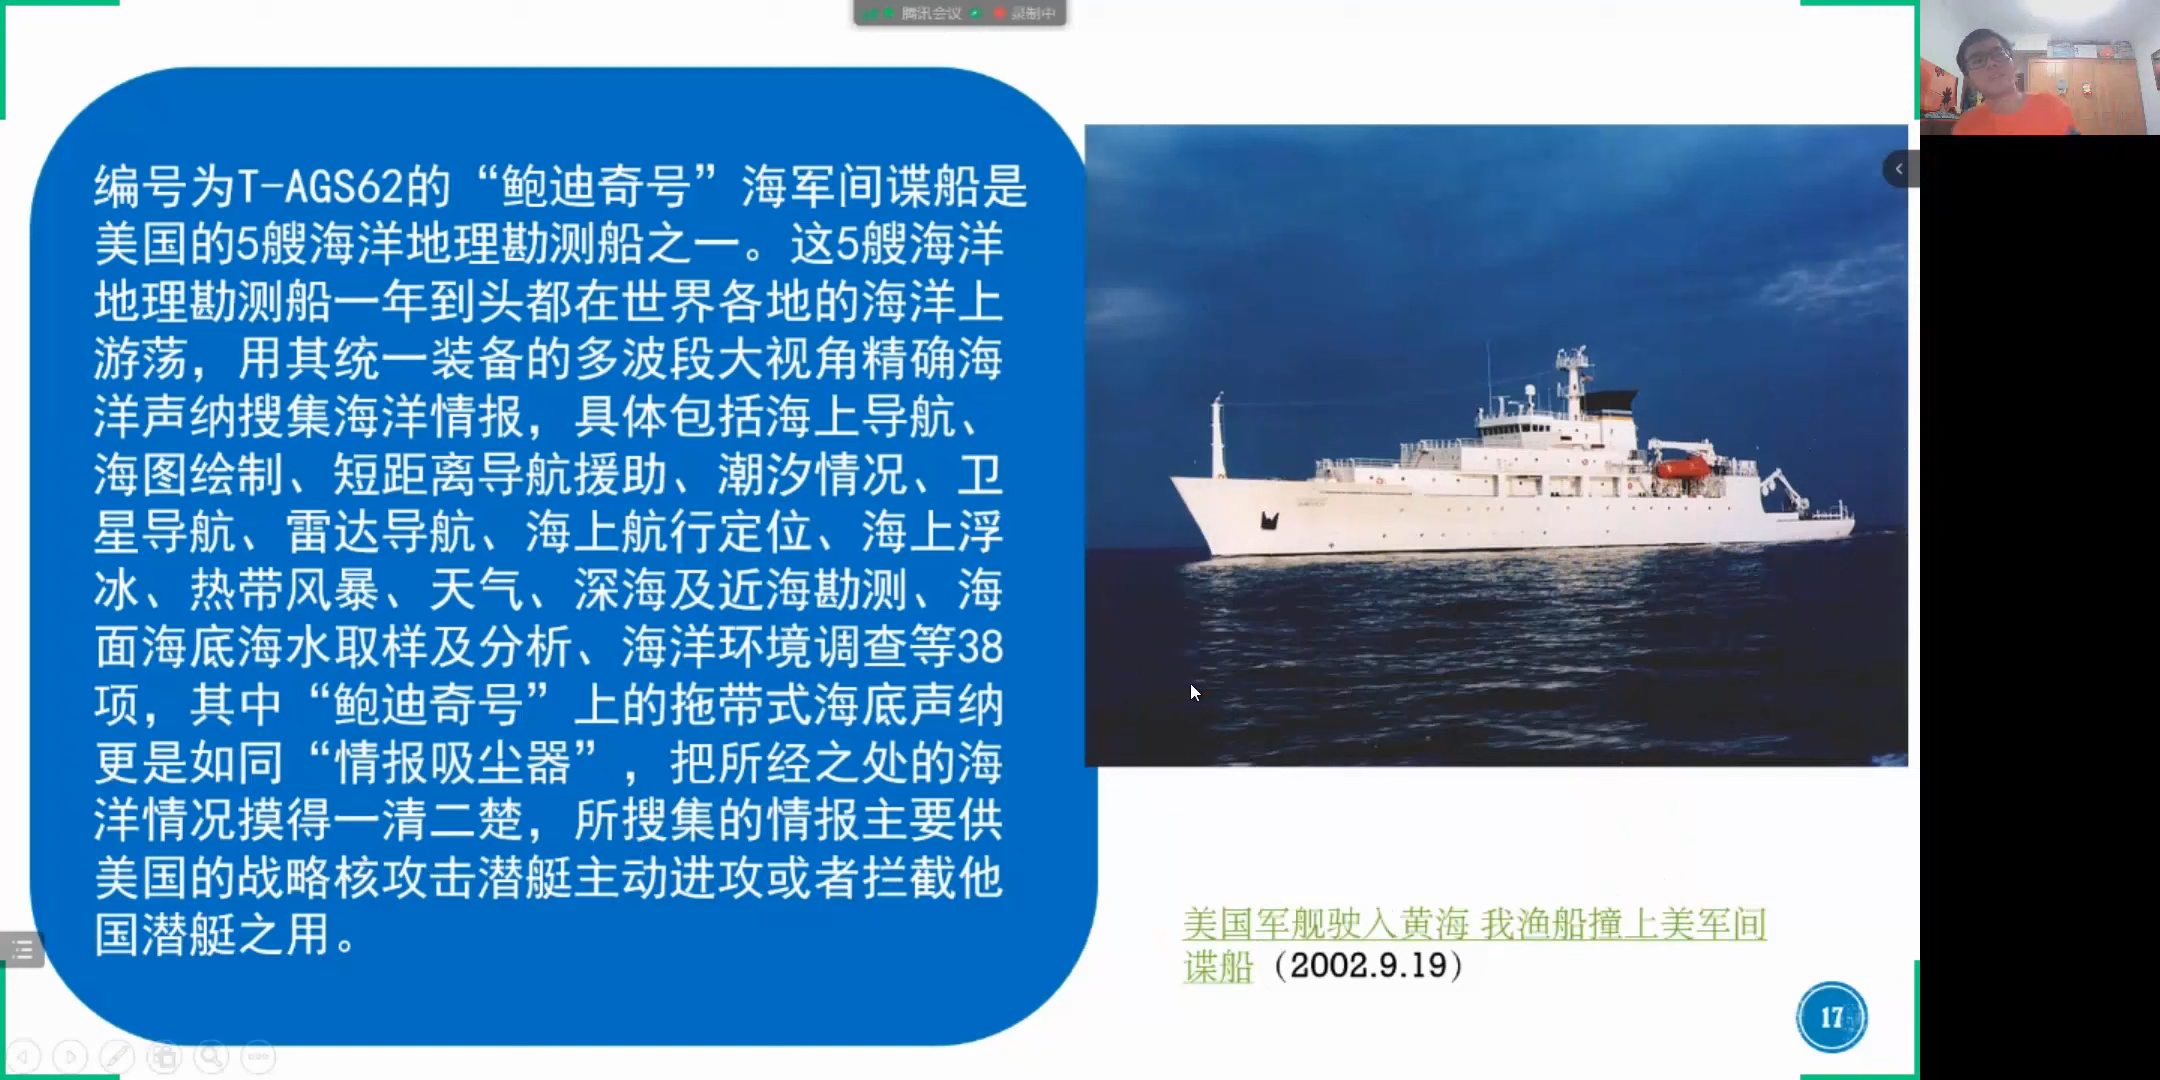 腾讯会议 录制中
编号为T-AGS62的“鲍迪奇号”海军间谍船是
美国的5艘海洋地理勘测船之一。这5艘海洋
地理勘测船一年到头都在世界各地的海洋上
游荡，用其统一装备的多波段大视角精确海
洋声纳搜集海洋情报，具体包括海上导航、
海图绘制、短距离导航援助、潮汐情况、卫
星导航、雷达导航、海上航行定位、海上浮
冰、热带风暴、天气、深海及近海勘测、海
面海底海水取样及分析、海洋环境调查等38
项，其中“鲍迪奇号”上的拖带式海底声纳
更是如同“情报吸尘器”，把所经之处的海
洋情况摸得一清二楚，所搜集的情报主要供
美国的战略核攻击潜艇主动进攻或者拦截他
国潜艇之用。
美国军舰驶入黄海 我渔船撞上美军间
谍船（2002.9.19）
17